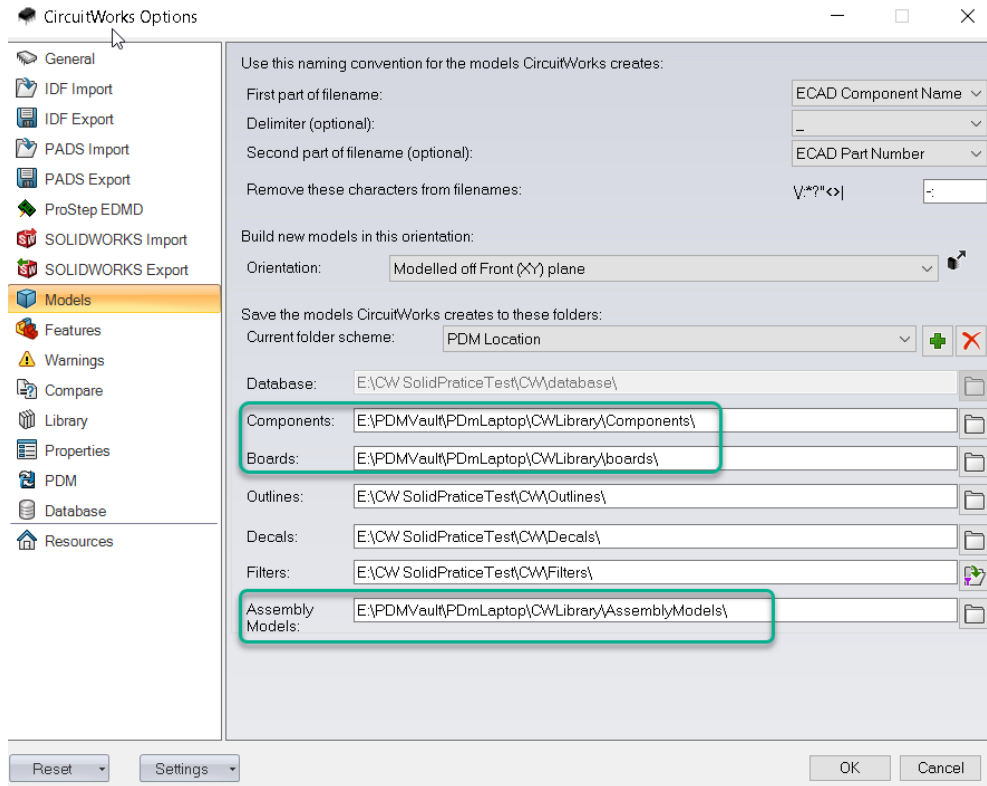 CircuitWorks Options
General
IDF Import
IDF Export
PADS Import
PADS Export
ProStep EDMD
SOLIDWORKS Import
SOLIDWORKS Export
Models
Features
Warnings
Compare
Library
Properties
PDM
Database
Resources
Use this naming convention for the models CircuitWorks creates:
First part of filename: ECAD Component Name
Delimiter (optional): _
Second part of filename (optional): ECAD Part Number
Remove these characters from filenames: \/:*?"<>| -:
Build new models in this orientation:
Orientation: Modelled off Front (XY) plane
Save the models CircuitWorks creates to these folders:
Current folder scheme: PDM Location
Database: E:\CW SolidPraticeTest\CW\database\
Components: E:\PDMVault\PDmLaptop\CWLibrary\Components\
Boards: E:\PDMVault\PDmLaptop\CWLibrary\boards\
Outlines: E:\CW SolidPraticeTest\CW\Outlines\
Decals: E:\CW SolidPraticeTest\CW\Decals\
Filters: E:\CW SolidPraticeTest\CW\Filters\
Assembly E:\PDMVault\PDmLaptop\CWLibrary\AssemblyModels\
Models:
Reset Settings OK Cancel